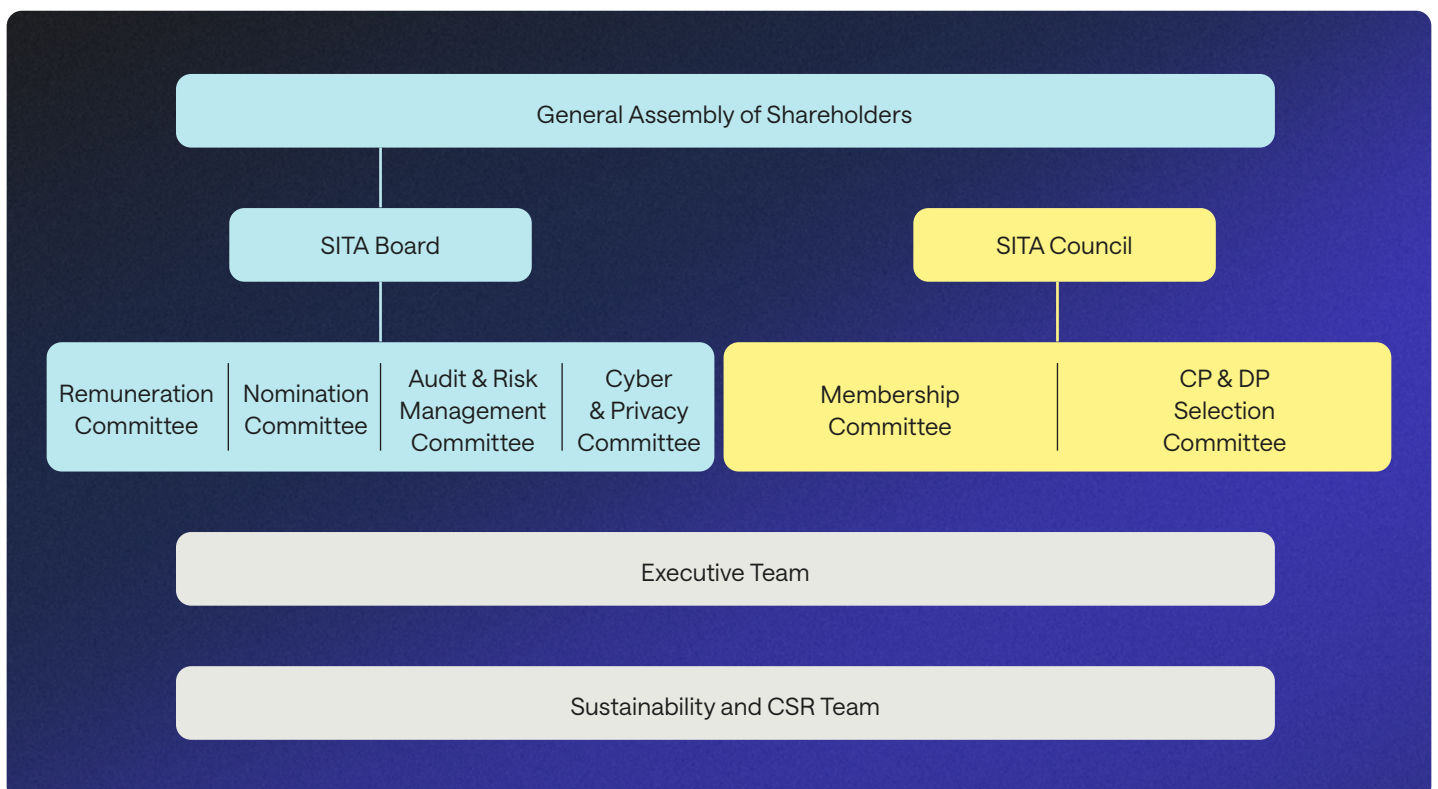 General Assembly of Shareholders
SITA Board
SITA Council
Remuneration
Committee
Nomination
Committee
Audit & Risk
Management
Committee
Cyber
& Privacy
Committee
Membership
Committee
CP & DP
Selection
Committee
Executive Team
Sustainability and CSR Team